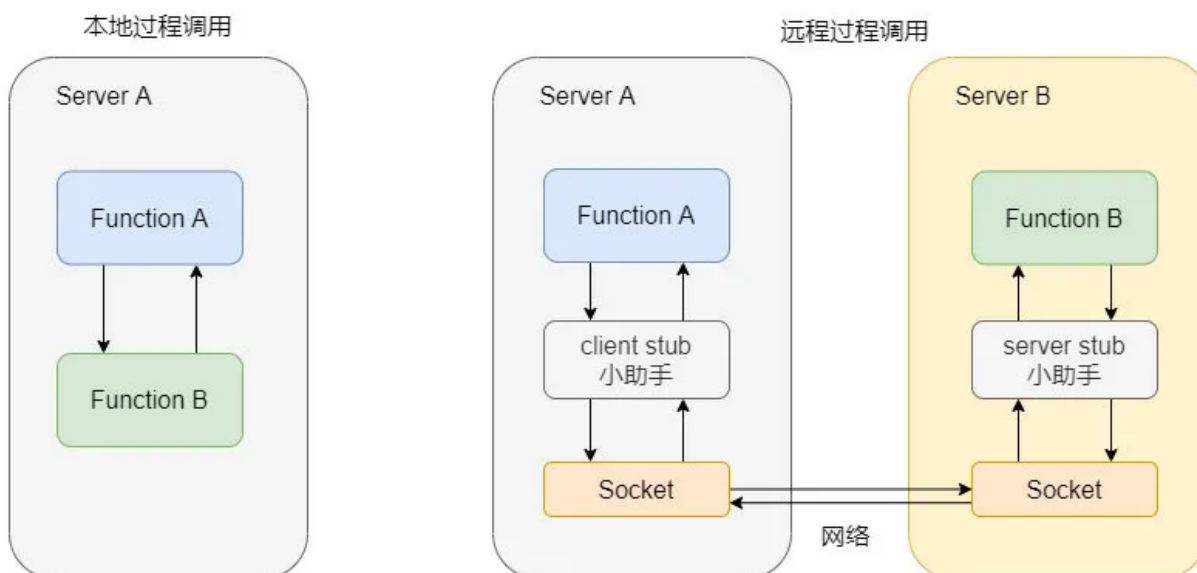 本地过程调用
Server A
Function A
Function B
远程过程调用
Server A
Function A
client stub
小助手
Socket
网络
Server B
Function B
server stub
小助手
Socket